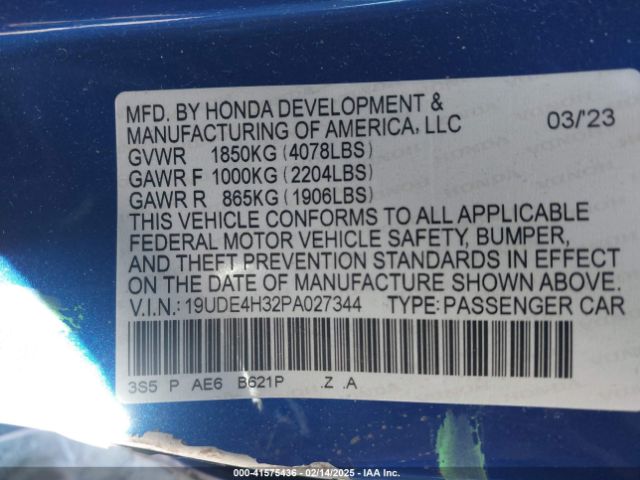 MFD. BY HONDA DEVELOPMENT &
MANUFACTURING OF AMERICA, LLC 03/'23
GVWR 1850KG (4078LBS)
GAWR F 1000KG (2204LBS)
GAWR R 865KG (1906LBS)
THIS VEHICLE CONFORMS TO ALL APPLICABLE
FEDERAL MOTOR VEHICLE SAFETY, BUMPER,
AND THEFT PREVENTION STANDARDS IN EFFECT
ON THE DATE OF MANUFACTURE SHOWN ABOVE.
V.I.N.: 19UDE4H32PA027344 TYPE: PASSENGER CAR
3S5 P AE6 B621P .Z .A
000-41575436 - 02/14/2025 - IAA Inc.